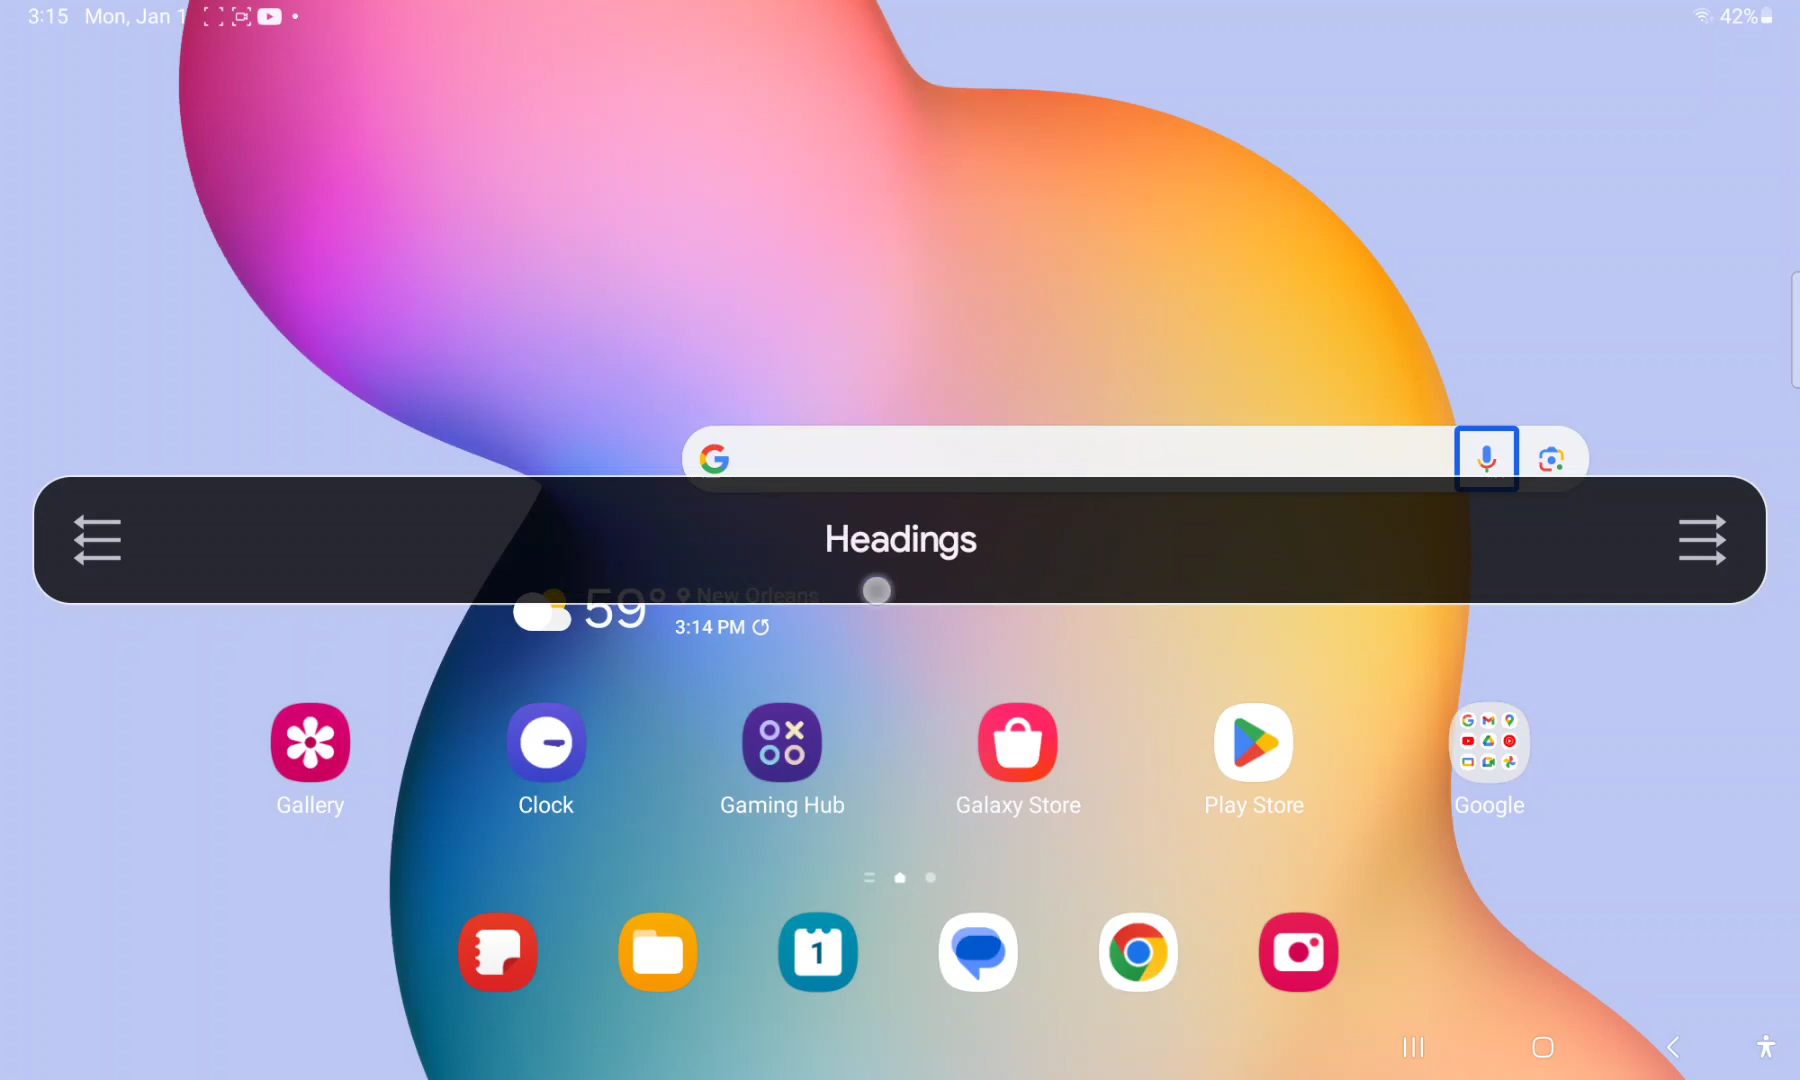 3:15 Mon, Jan 1
42%
Headings
59° New Orleans
3:14 PM
Gallery
Clock
Gaming Hub
Galaxy Store
Play Store
Google
1